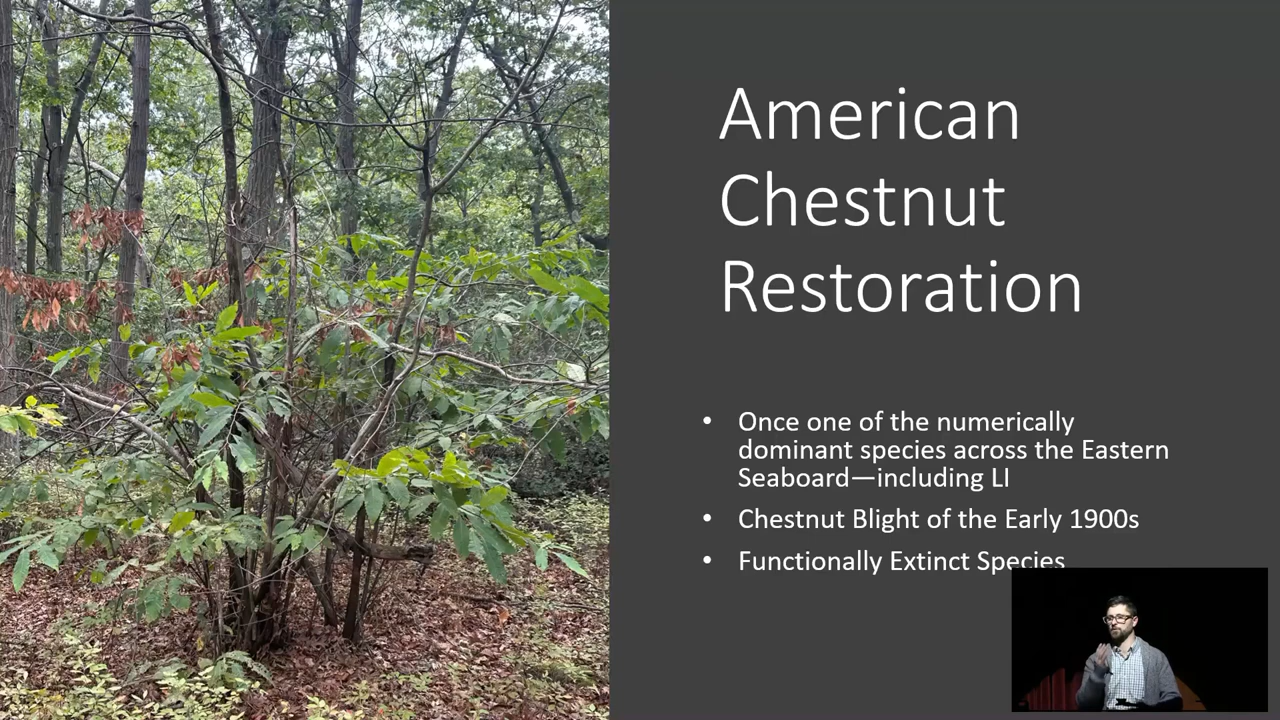 American
Chestnut
Restoration
• Once one of the numerically
dominant species across the Eastern
Seaboard—including LI
• Chestnut Blight of the Early 1900s
• Functionally Extinct Species